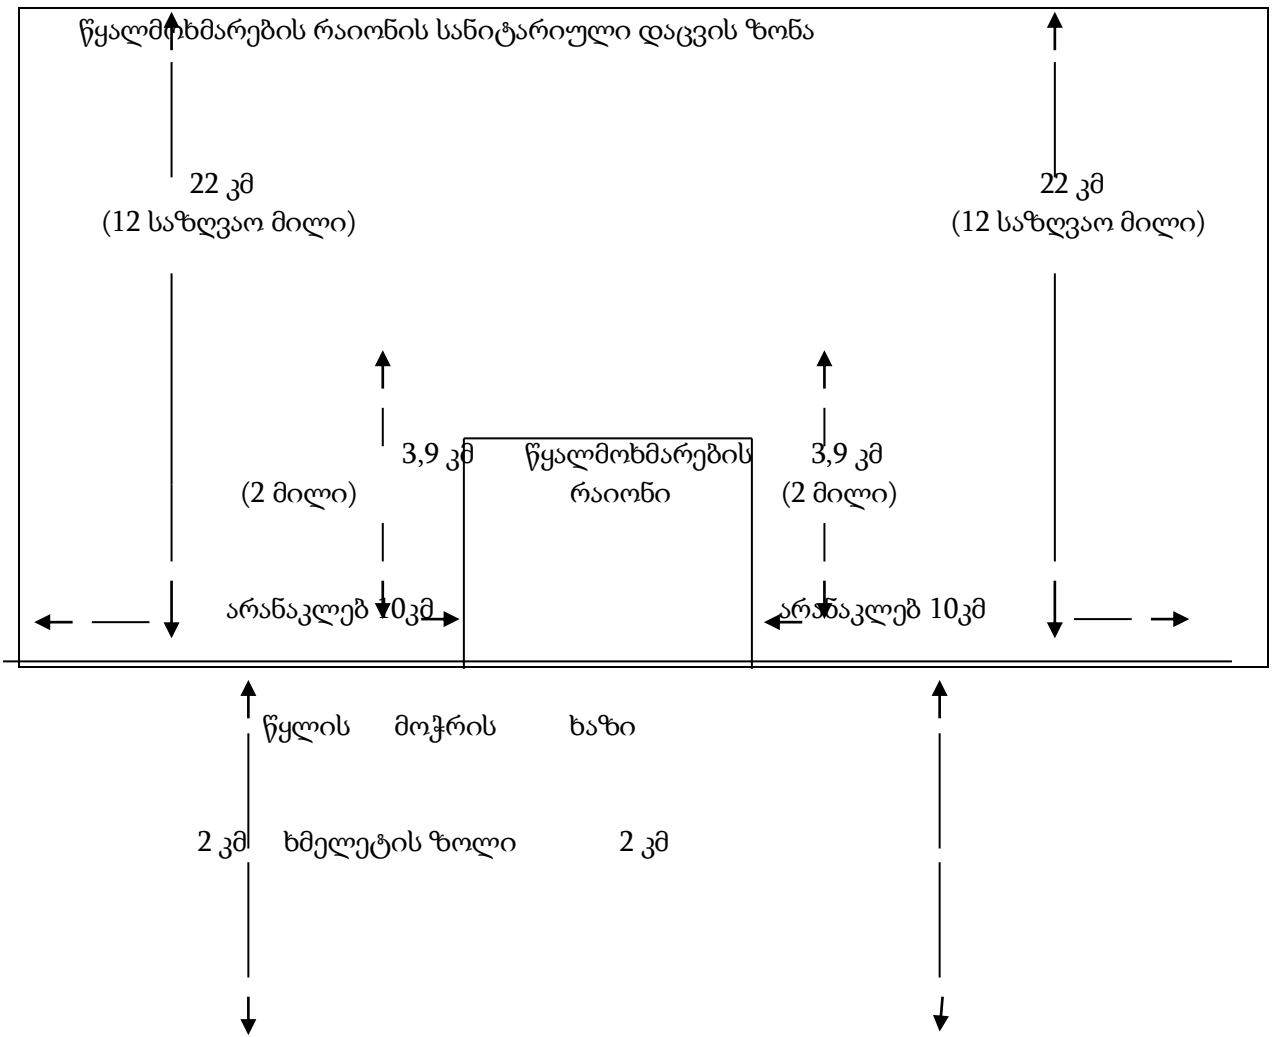 წყალმოხმარების რაიონის სანიტარიული დაცვის ზონა
22 კმ
(12 საზღვაო მილი)
22 კმ
(12 საზღვაო მილი)
3,9 კმ
(2 მილი)
წყალმოხმარების
რაიონი
3,9 კმ
(2 მილი)
არანაკლებ 10კმ
არანაკლებ 10კმ
წყლის მოჭრის ხაზი
2 კმ ხმელეტის ზოლი 2 კმ